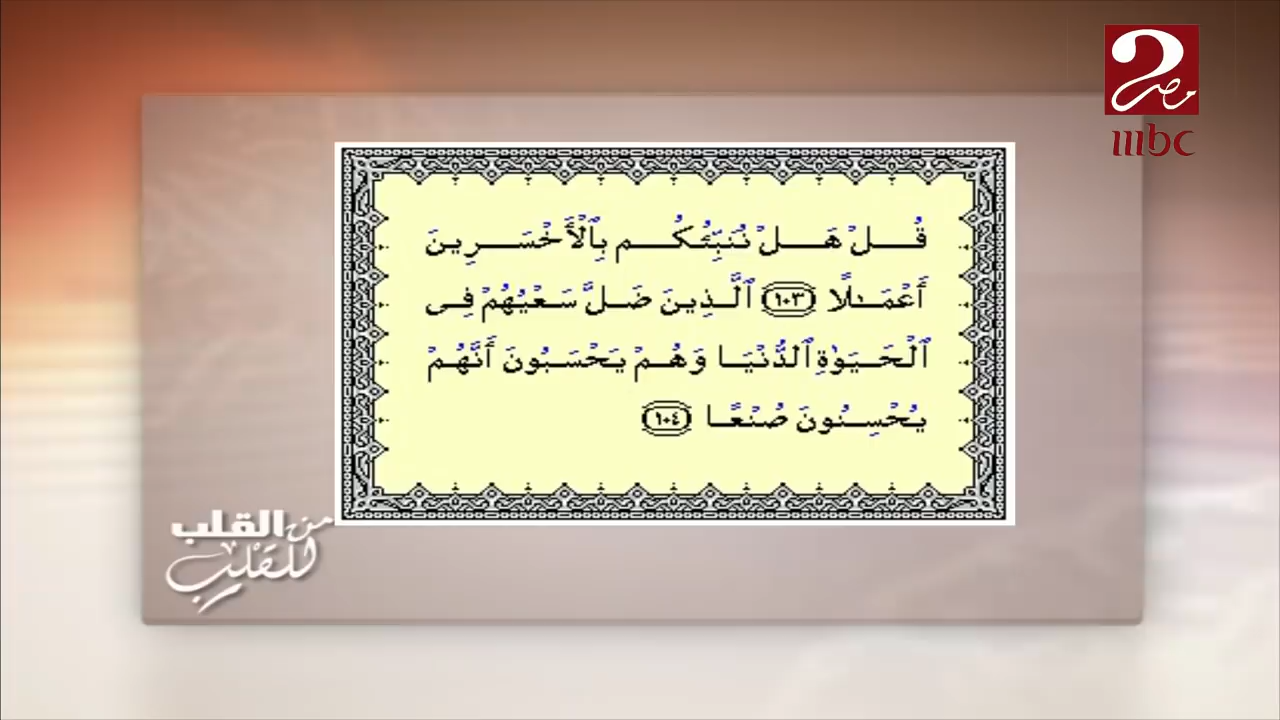 مصر
mbc
قُلْ هَلْ نُنَبِّئُكُم بِٱلْأَخْسَرِينَ
أَعْمَـٰلًا ١٠٣ ٱلَّذِينَ ضَلَّ سَعْيُهُمْ فِى
ٱلْحَيَوٰةِ ٱلدُّنْيَا وَهُمْ يَحْسَبُونَ أَنَّهُمْ
يُحْسِنُونَ صُنْعًا ١٠٤
من القلب
للقلب